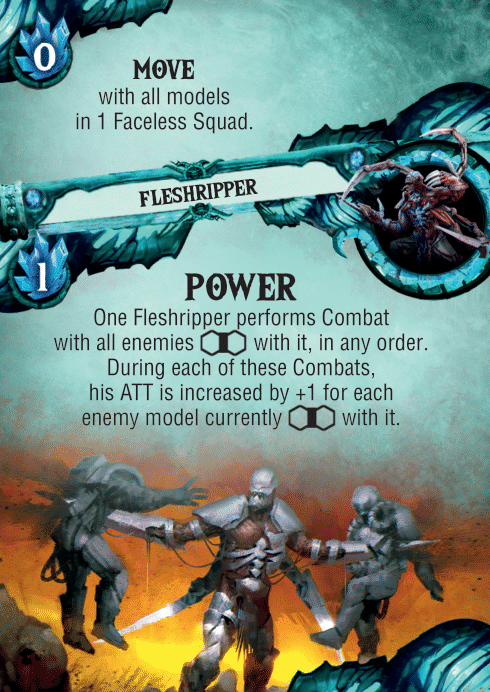 0
MOVE
with all models
in 1 Faceless Squad.
FLESHRIPPER
1
POWER
One Fleshripper performs Combat
with all enemies with it, in any order.
During each of these Combats,
his ATT is increased by +1 for each
enemy model currently with it.